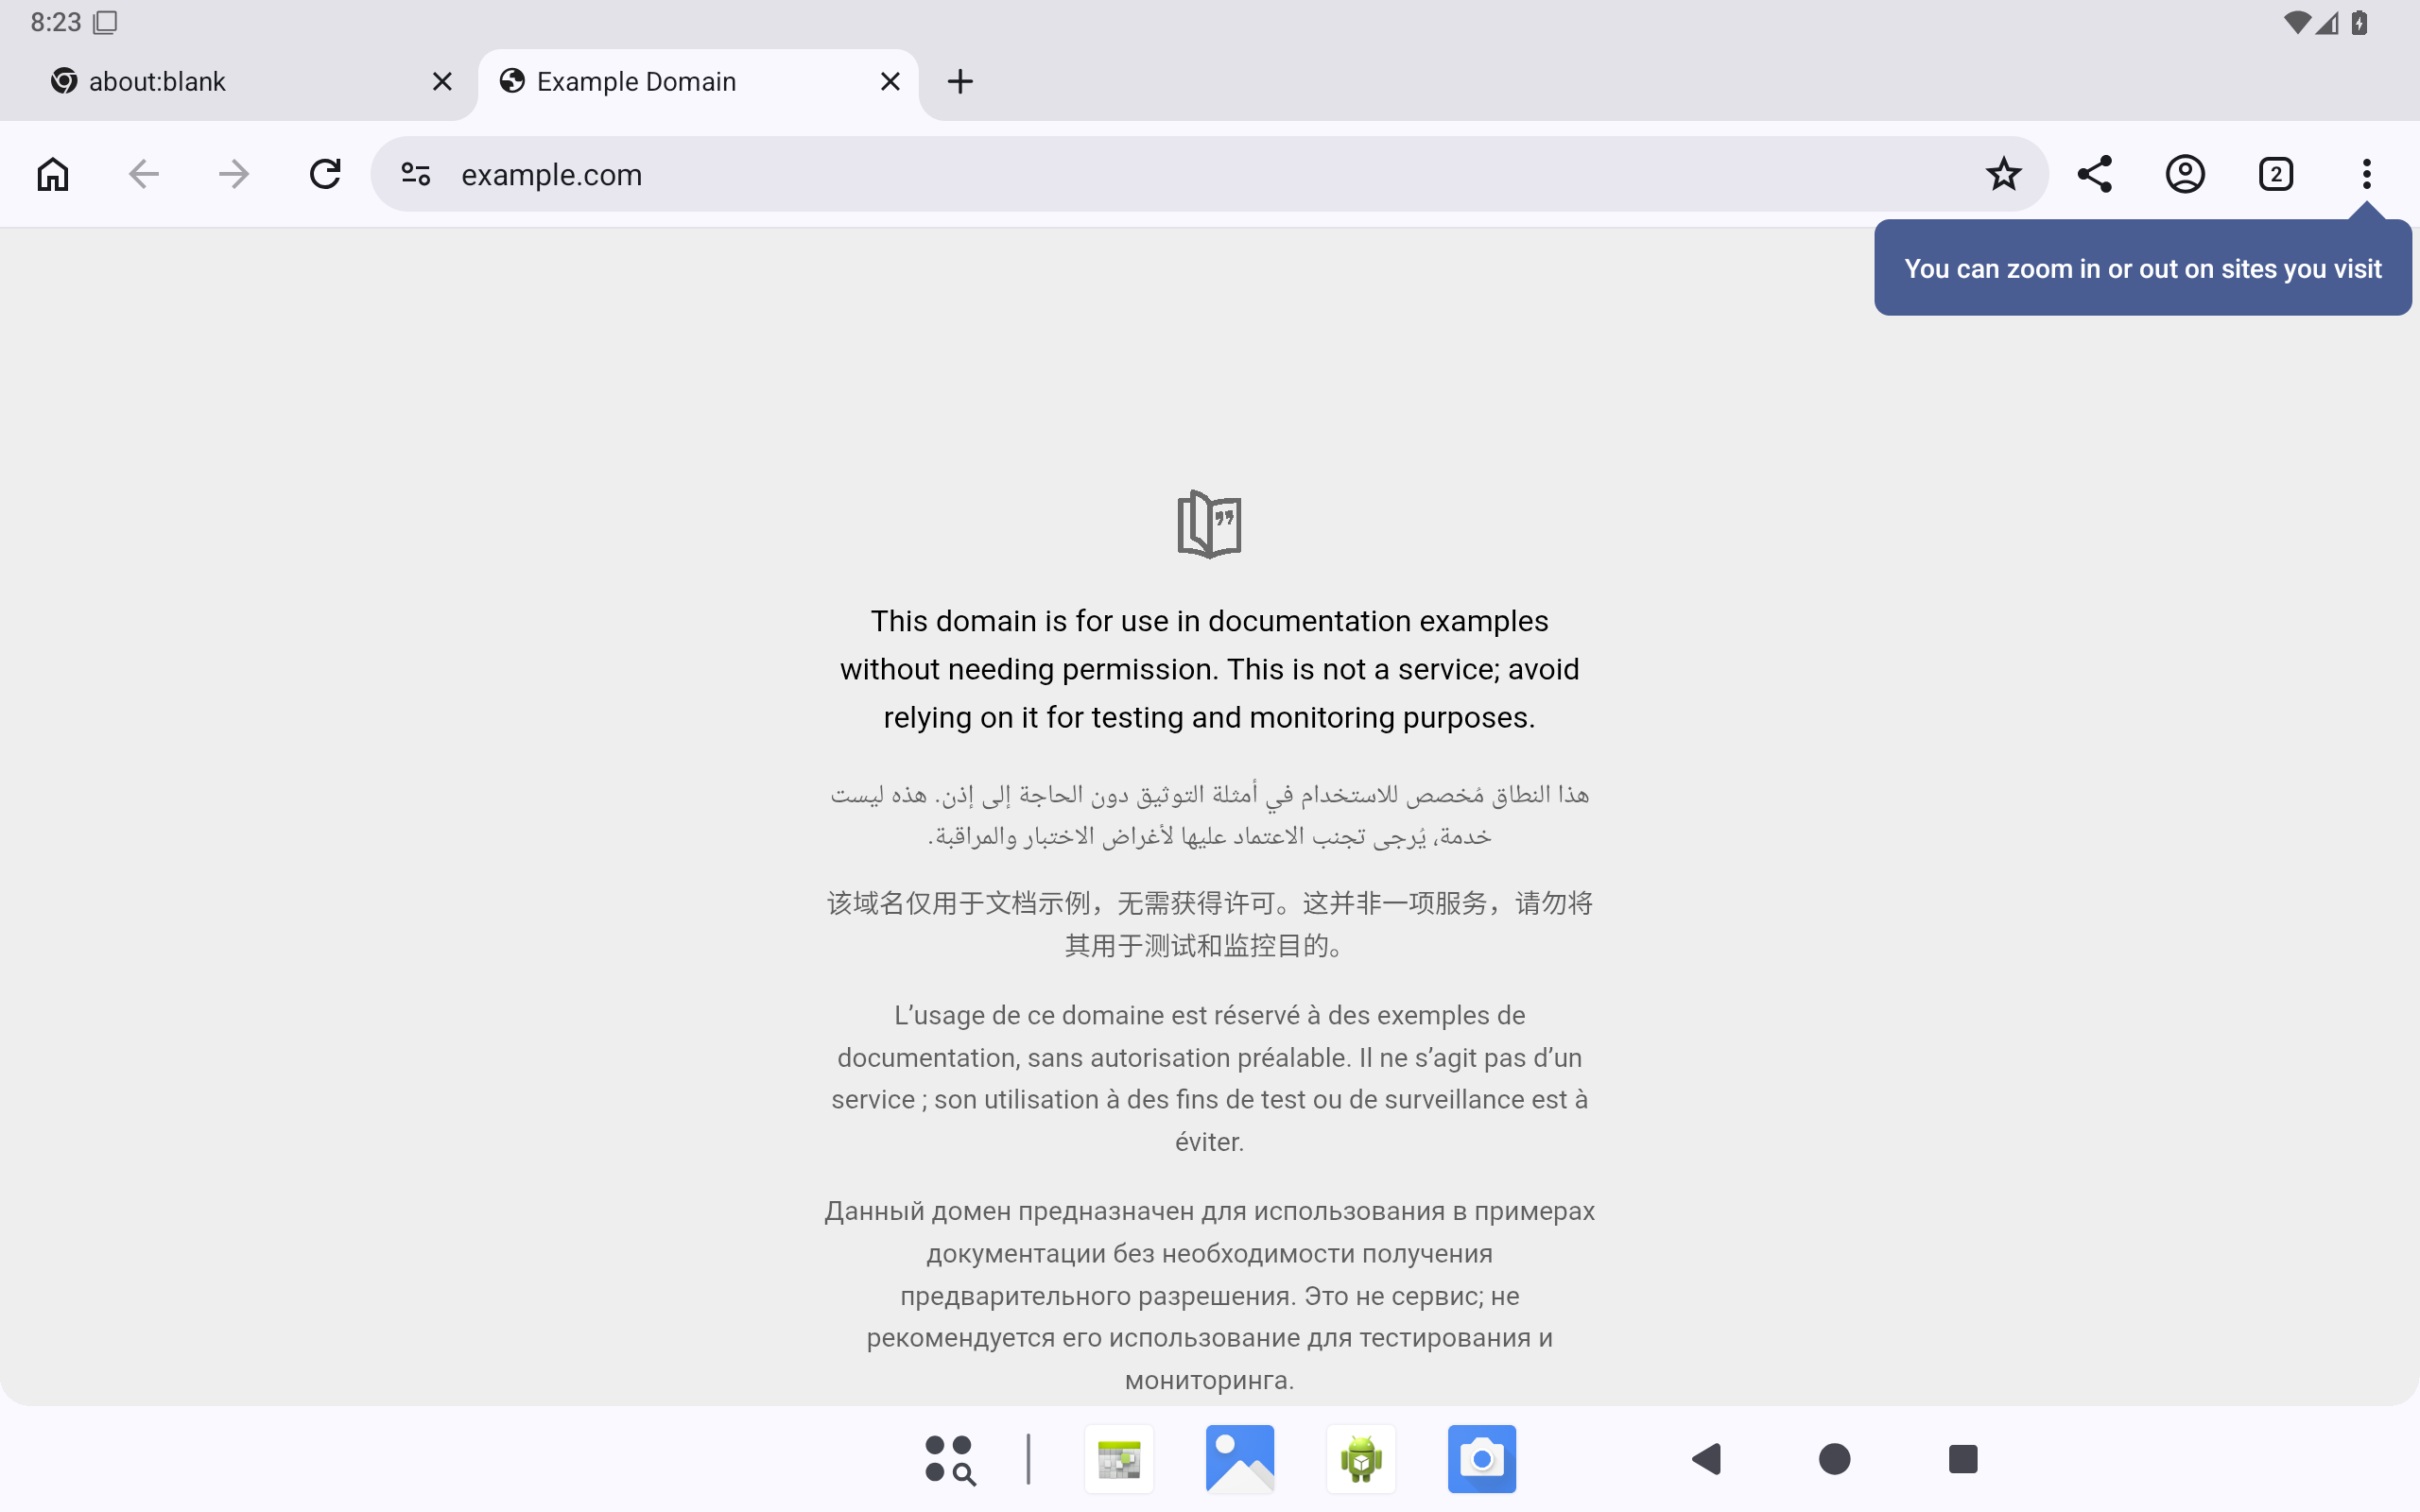 8:23
about:blank
Example Domain
example.com
2
You can zoom in or out on sites you visit
This domain is for use in documentation examples
without needing permission. This is not a service; avoid
relying on it for testing and monitoring purposes.
هذا النطاق مُخصص للاستخدام في أمثلة التوثيق دون الحاجة إلى إذن. هذه ليست
خدمة، يُرجى تجنب الاعتماد عليها لأغراض الاختبار والمراقبة.
该域名仅用于文档示例，无需获得许可。这并非一项服务，请勿将
其用于测试和监控目的。
L’usage de ce domaine est réservé à des exemples de
documentation, sans autorisation préalable. Il ne s’agit pas d’un
service ; son utilisation à des fins de test ou de surveillance est à
éviter.
Данный домен предназначен для использования в примерах
документации без необходимости получения
предварительного разрешения. Это не сервис; не
рекомендуется его использование для тестирования и
мониторинга.